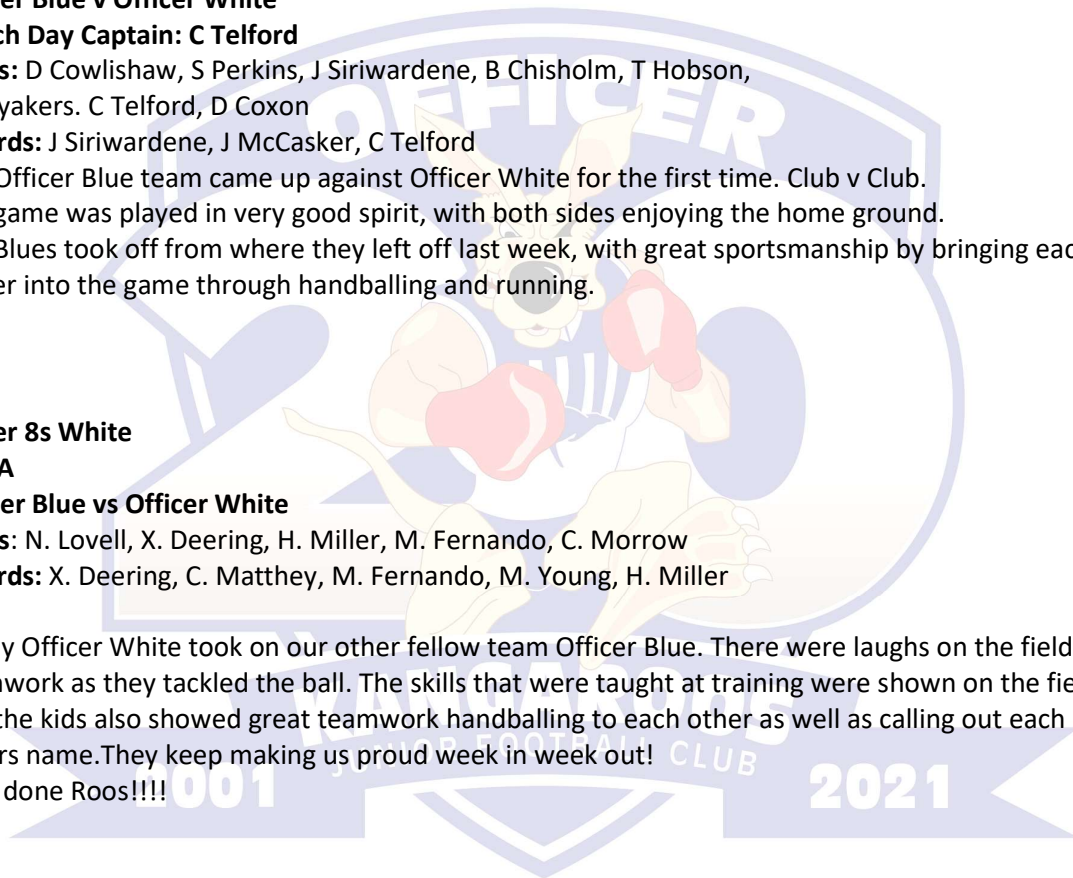 er Blue v Officer White
ch Day Captain: C Telford
s: D Cowlishaw, S Perkins, J Siriwardene, B Chisholm, T Hobson,
yakers. C Telford, D Coxon
rds: J Siriwardene, J McCasker, C Telford
Officer Blue team came up against Officer White for the first time. Club v Club.
game was played in very good spirit, with both sides enjoying the home ground.
Blues took off from where they left off last week, with great sportsmanship by bringing eac
er into the game through handballing and running.
er 8s White
A
er Blue vs Officer White
s: N. Lovell, X. Deering, H. Miller, M. Fernando, C. Morrow
rds: X. Deering, C. Matthey, M. Fernando, M. Young, H. Miller
y Officer White took on our other fellow team Officer Blue. There were laughs on the field
nwork as they tackled the ball. The skills that were taught at training were shown on the fie
the kids also showed great teamwork handballing to each other as well as calling out each
rs name.They keep making us proud week in week out!
done Roos!!!!
OFFICER
20
KANGAROOS
JUNIOR FOOTBALL CLUB
2001
2021